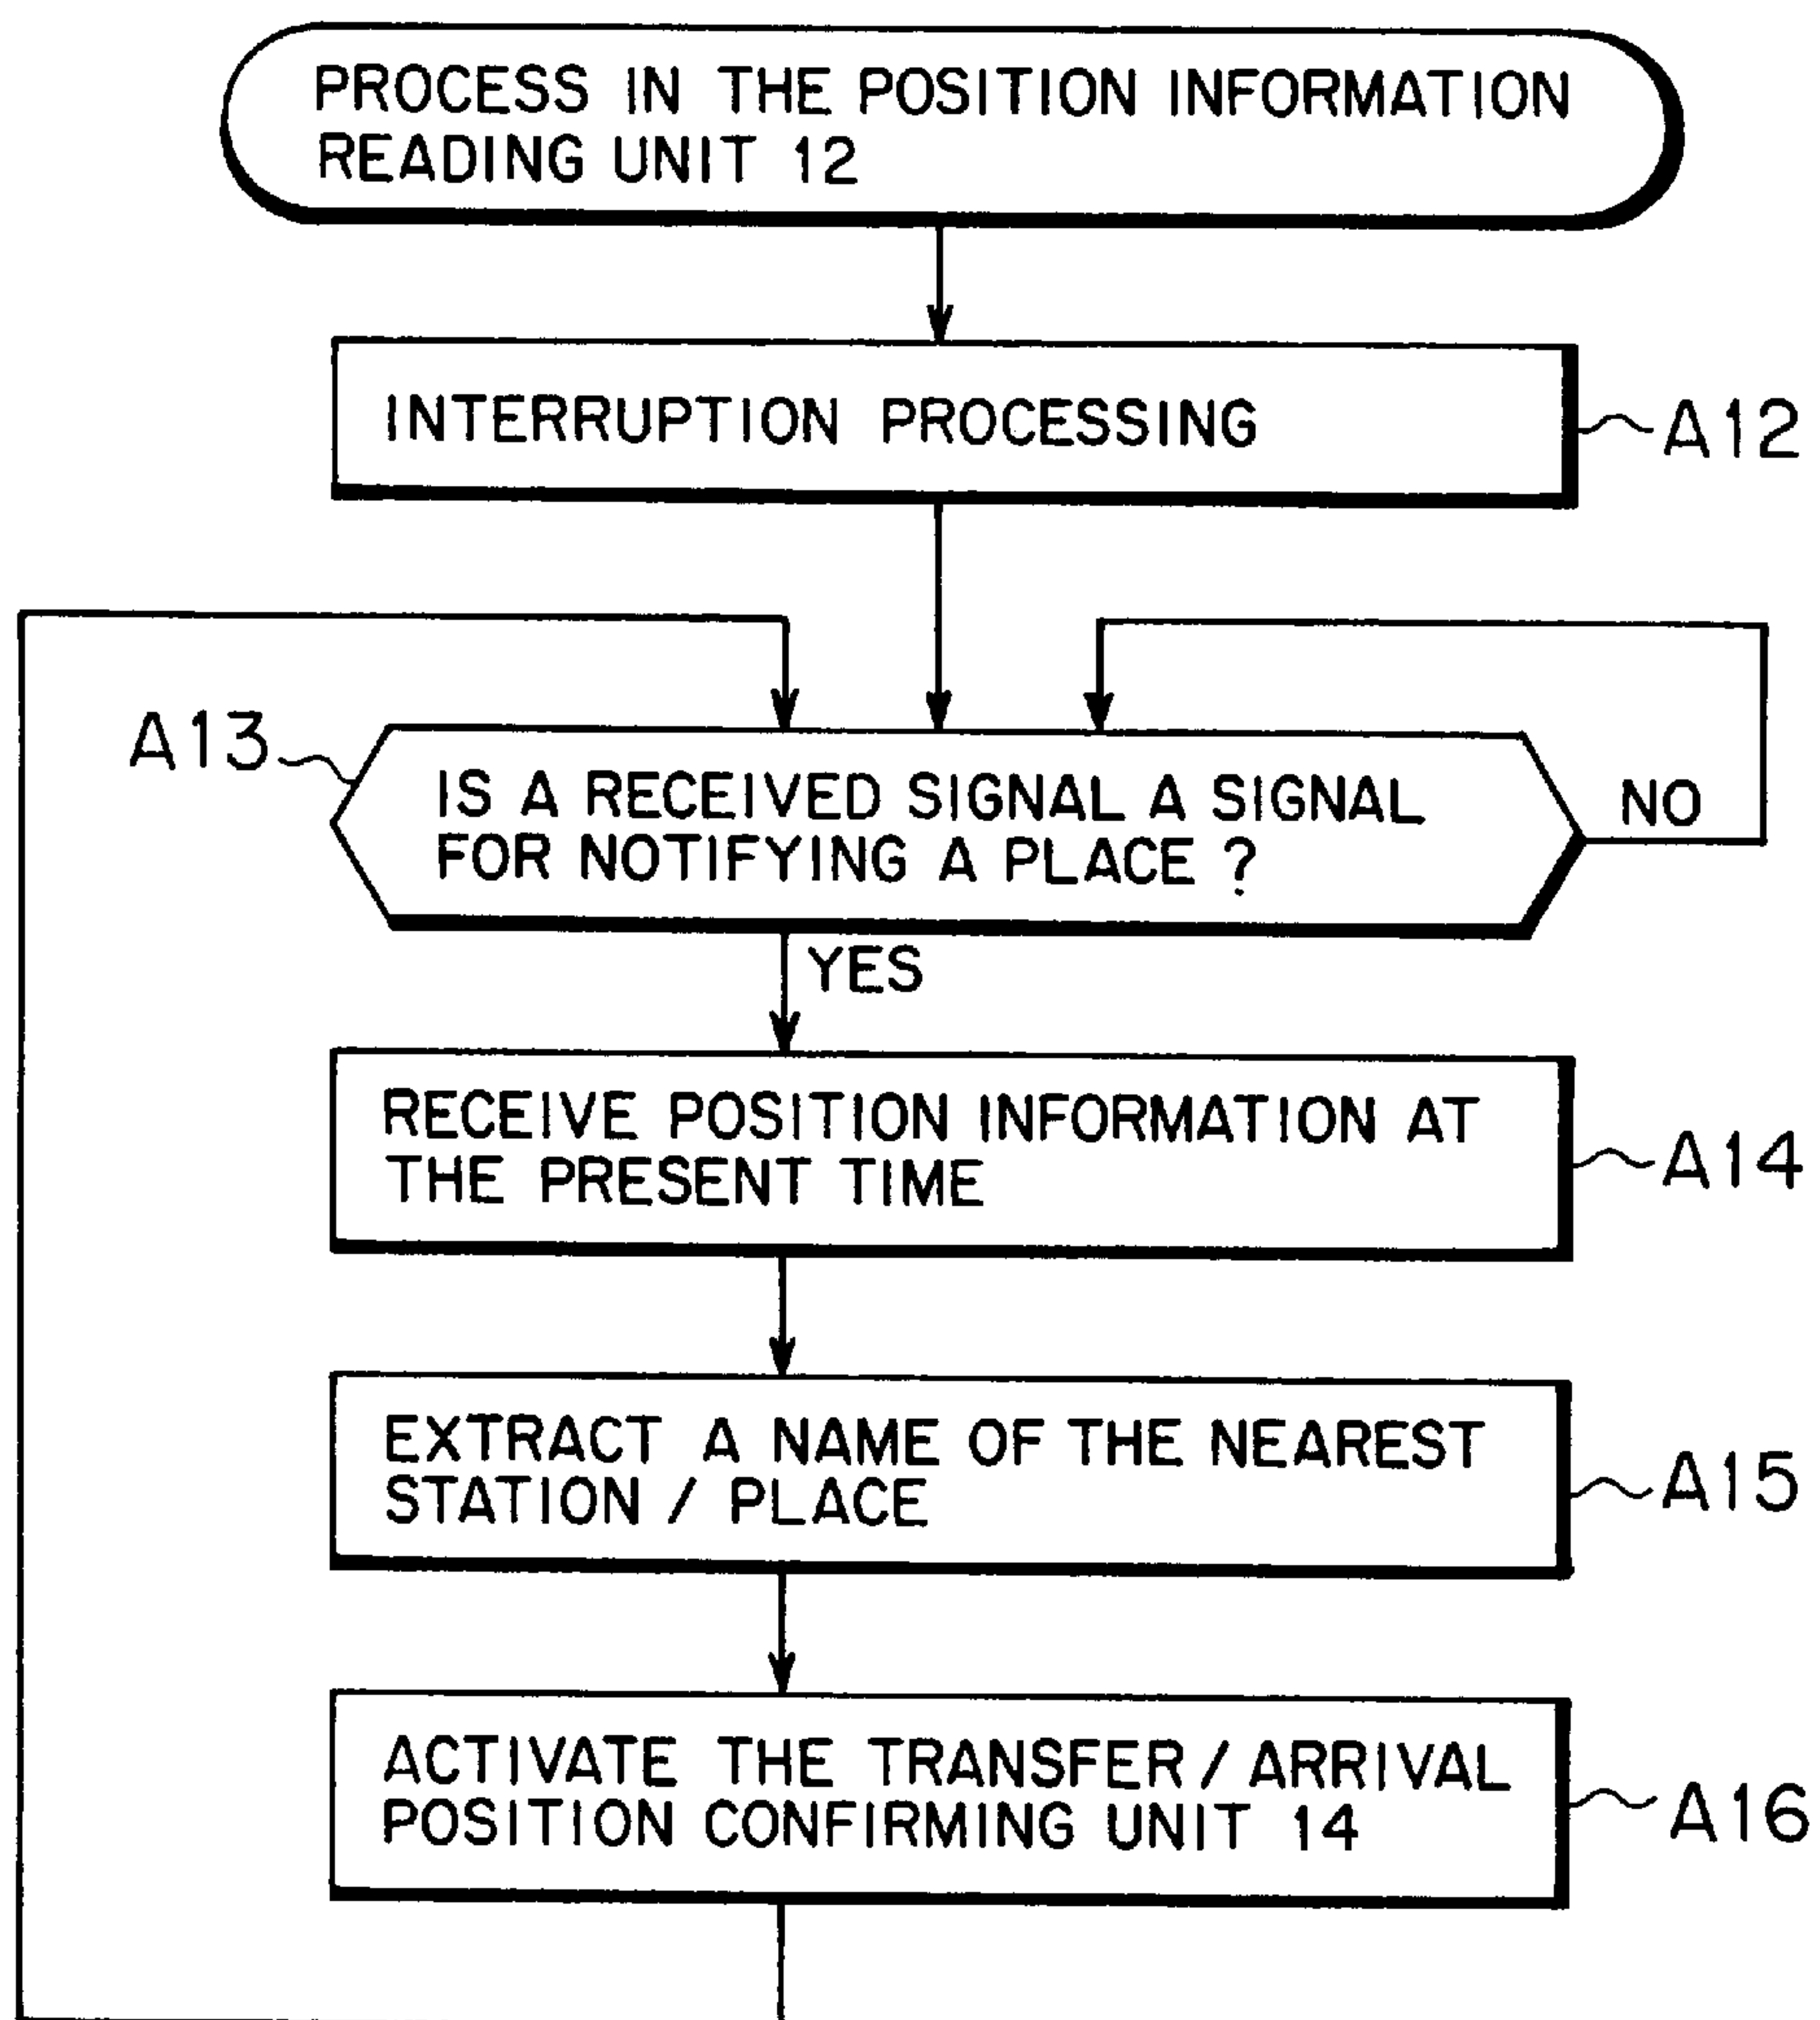 PROCESS IN THE POSITION INFORMATION
READING UNIT 12
INTERRUPTION PROCESSING
A12
A13
IS A RECEIVED SIGNAL A SIGNAL
FOR NOTIFYING A PLACE ?
NO
YES
RECEIVE POSITION INFORMATION AT
THE PRESENT TIME
A14
EXTRACT A NAME OF THE NEAREST
STATION / PLACE
A15
ACTIVATE THE TRANSFER / ARRIVAL
POSITION CONFIRMING UNIT 14
A16